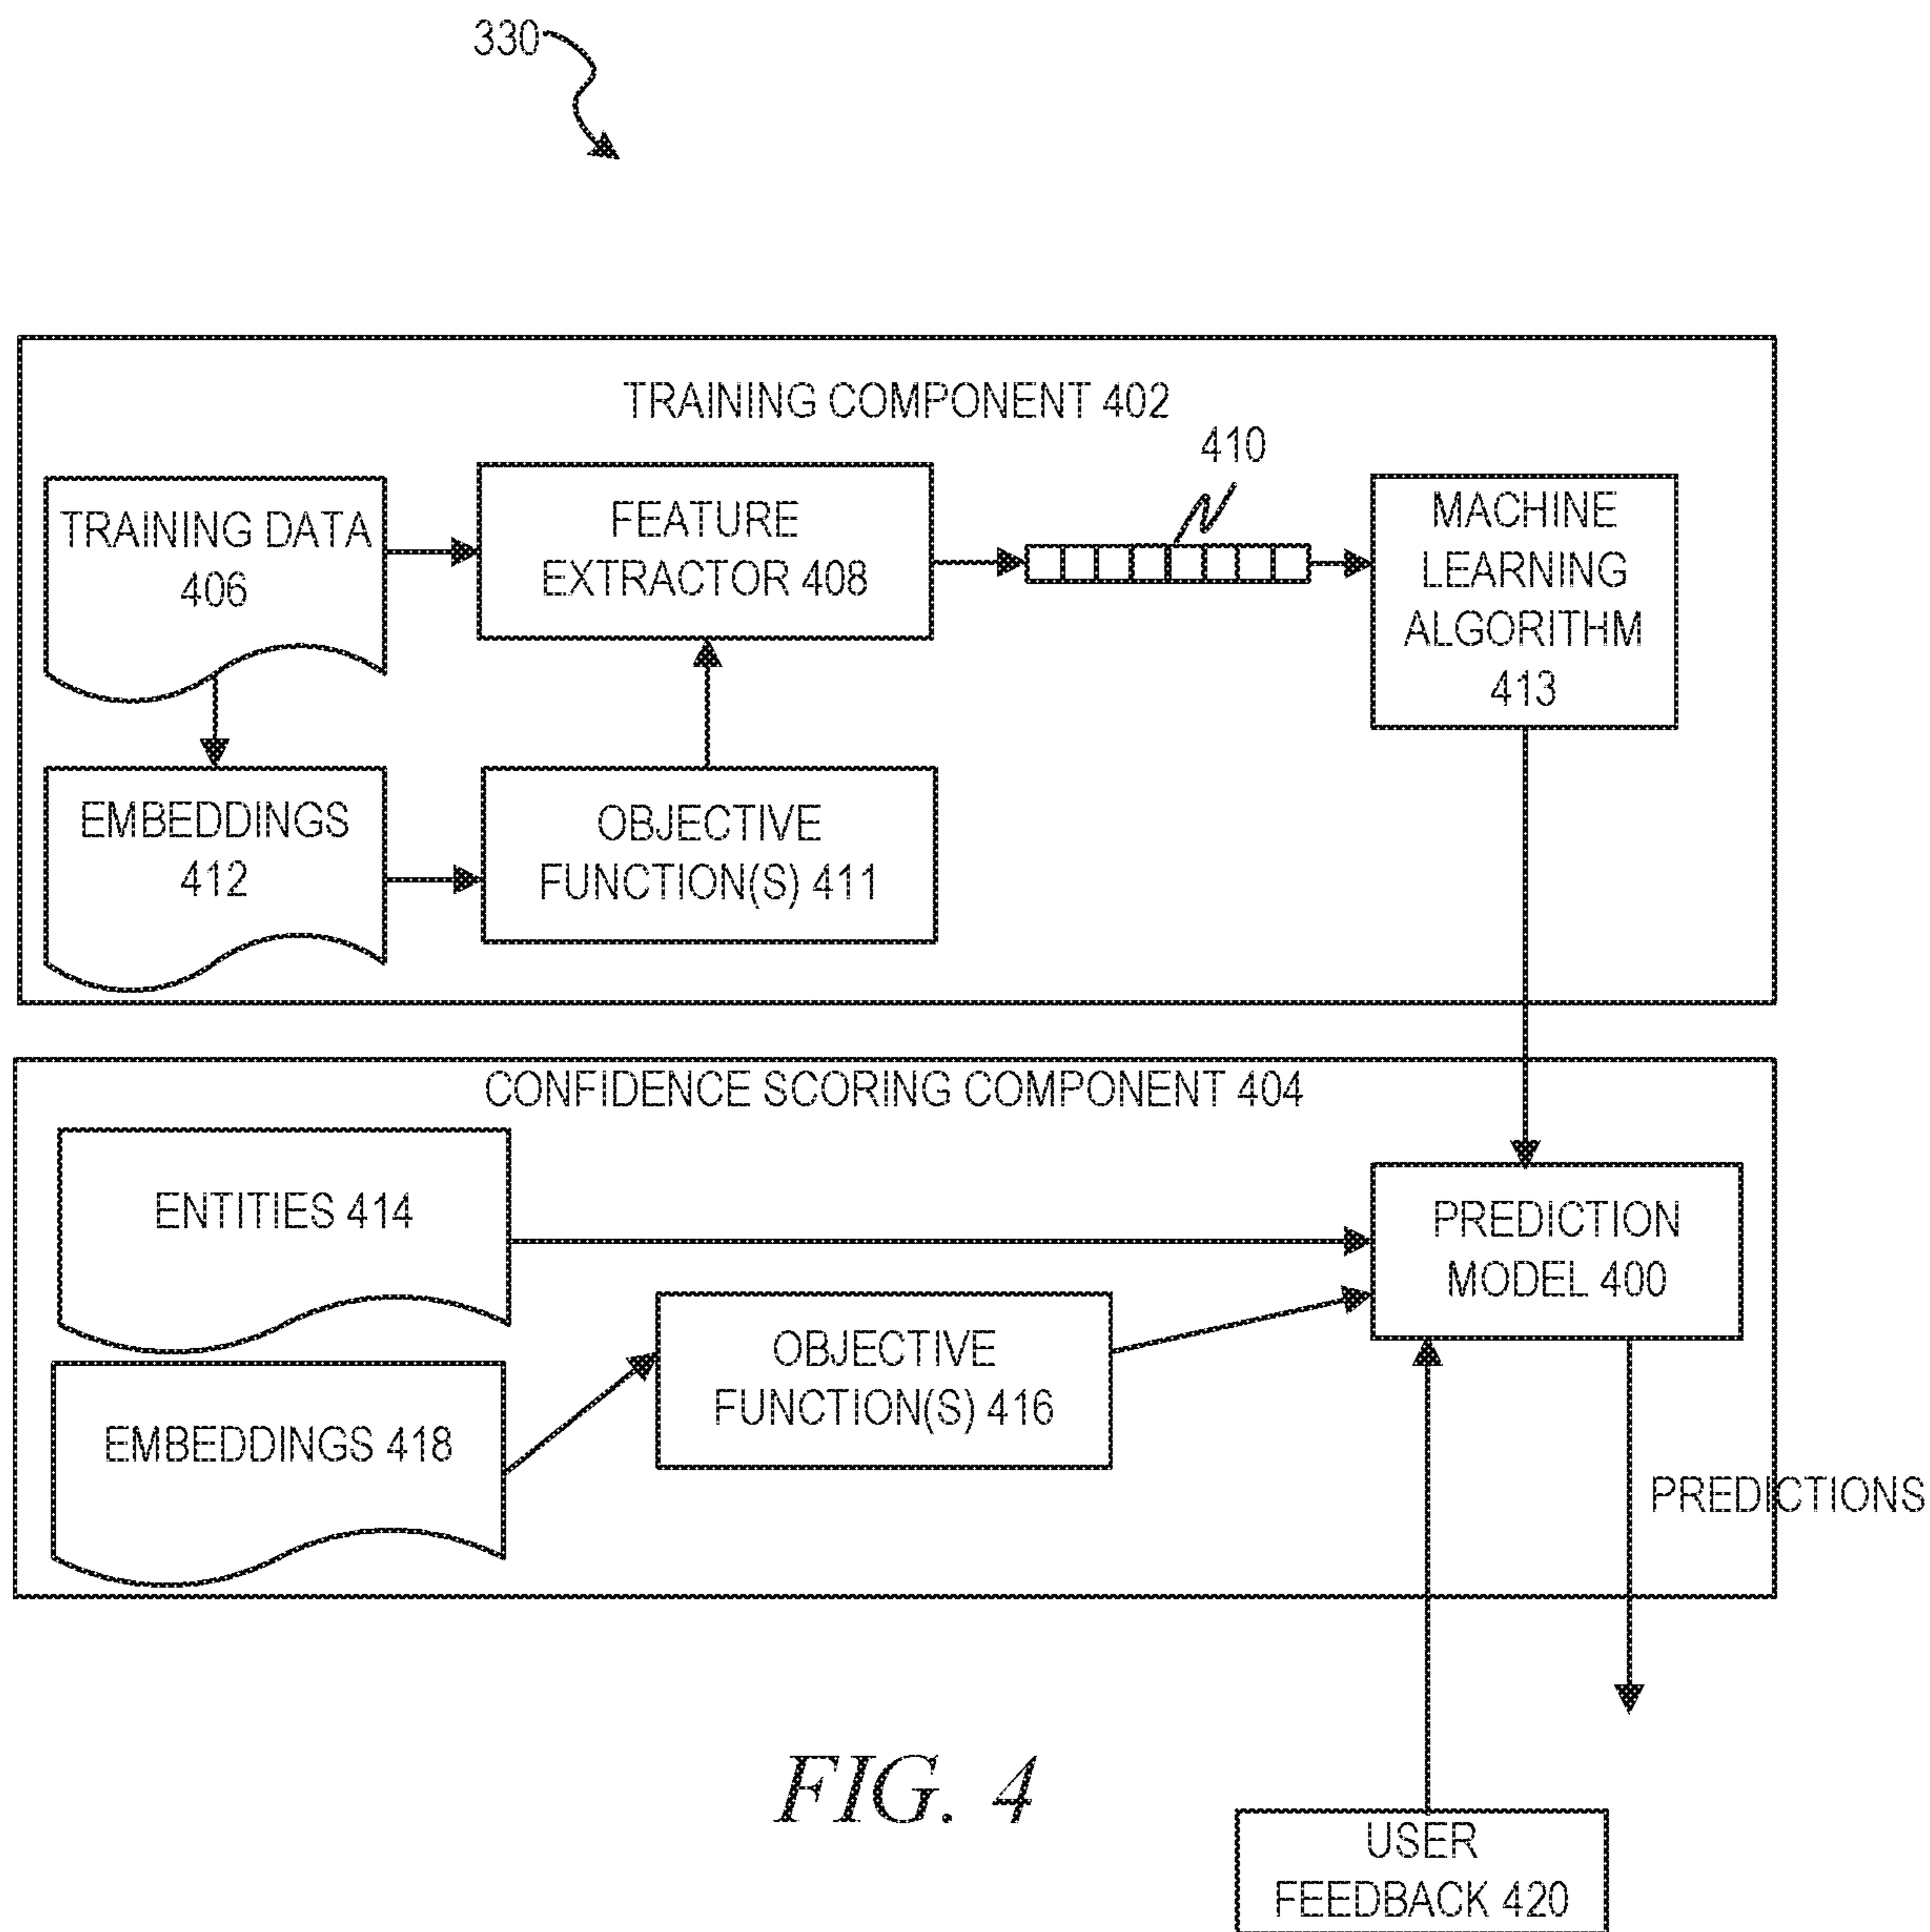 330
TRAINING COMPONENT 402
410
TRAINING DATA
406
FEATURE
EXTRACTOR 408
MACHINE
LEARNING
ALGORITHM
413
EMBEDDINGS
412
OBJECTIVE
FUNCTION(S) 411
CONFIDENCE SCORING COMPONENT 404
ENTITIES 414
PREDICTION
MODEL 400
OBJECTIVE
FUNCTION(S) 416
EMBEDDINGS 418
PREDICTIONS
FIG. 4
USER
FEEDBACK 420